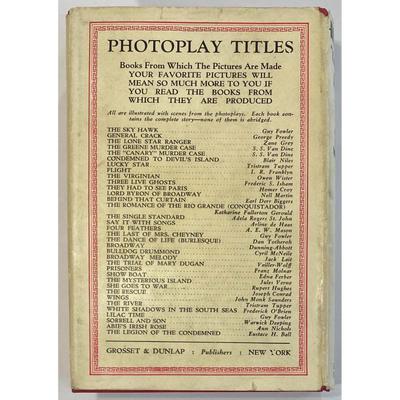 PHOTOPLAY TITLES
Books From Which The Pictures Are Made
YOUR FAVORITE PICTURES WILL
MEAN SO MUCH MORE TO YOU IF
YOU READ THE BOOKS FROM
WHICH THEY ARE PRODUCED
All are illustrated with scenes from the photoplays. Each book
contains the complete story—none of them is abridged.
THE SKY HAWK Guy Fowler
GENERAL CRACK George Preedy
THE LONE STAR RANGER Zane Grey
THE GREENE MURDER CASE S. S. Van Dine
THE "CANARY" MURDER CASE S. S. Van Dine
CONDEMNED TO DEVIL'S ISLAND Blair Niles
LUCKY STAR Tristram Tupper
FLIGHT I. R. Franklyn
THE VIRGINIAN Owen Wister
THREE LIVE GHOSTS Frederic S. Isham
THEY HAD TO SEE PARIS Homer Croy
LORD BYRON OF BROADWAY Nell Martin
BEHIND THAT CURTAIN Earl Derr Biggers
THE ROMANCE OF THE RIO GRANDE (CONQUISTADOR)
Katharine Fullerton Gerould
THE SINGLE STANDARD Adela Rogers St. John
SAY IT WITH SONGS Arline de Haas
FOUR FEATHERS A. E. W. Mason
THE LAST OF MRS. CHEYNEY Guy Fowler
THE DANCE OF LIFE (BURLESQUE) Dan Totheroh
BROADWAY Dunning-Abbott
BULLDOG DRUMMOND Cyril McNeile
BROADWAY MELODY Jack Lait
THE TRIAL OF MARY DUGAN Veiller-Wolff
PRISONERS Franz Molnar
SHOW BOAT Edna Ferber
THE MYSTERIOUS ISLAND Jules Verne
SHE GOES TO WAR Rupert Hughes
THE RESCUE Joseph Conrad
WINGS John Monk Saunders
THE RIVER Tristram Tupper
WHITE SHADOWS IN THE SOUTH SEAS Frederick O'Brien
LILAC TIME Guy Fowler
SORRELL AND SON Warwick Deeping
ABIE'S IRISH ROSE Ann Nichols
THE LEGION OF THE CONDEMNED Eustace H. Ball
GROSSET & DUNLAP : Publishers : NEW YORK